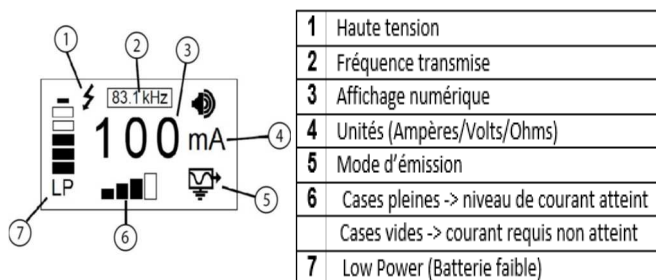 1
2
3
83.1 kHz
100 mA
4
LP
5
7
6
1 Haute tension
2 Fréquence transmise
3 Affichage numérique
4 Unités (Ampères/Volts/Ohms)
5 Mode d'émission
6 Cases pleines -> niveau de courant atteint
Cases vides -> courant requis non atteint
7 Low Power (Batterie faible)